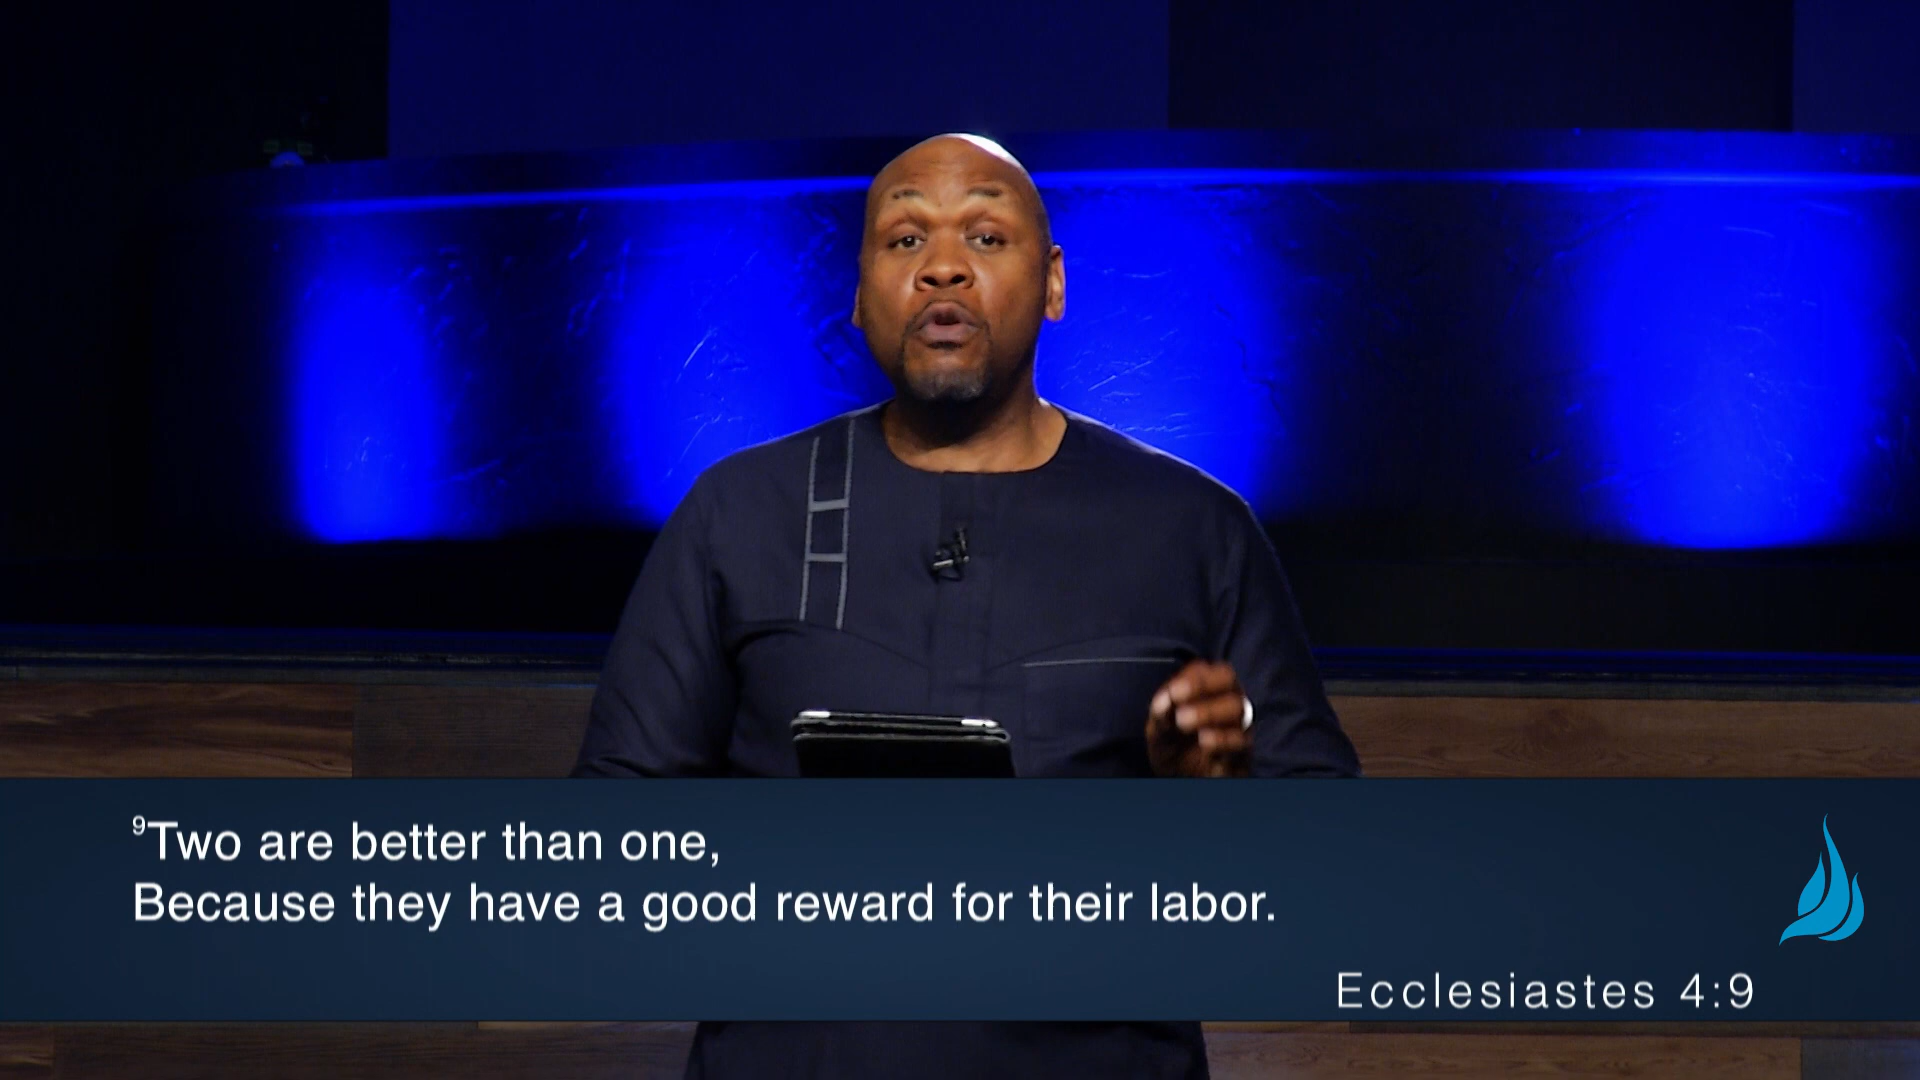 ⁹Two are better than one,
Because they have a good reward for their labor.
Ecclesiastes 4:9